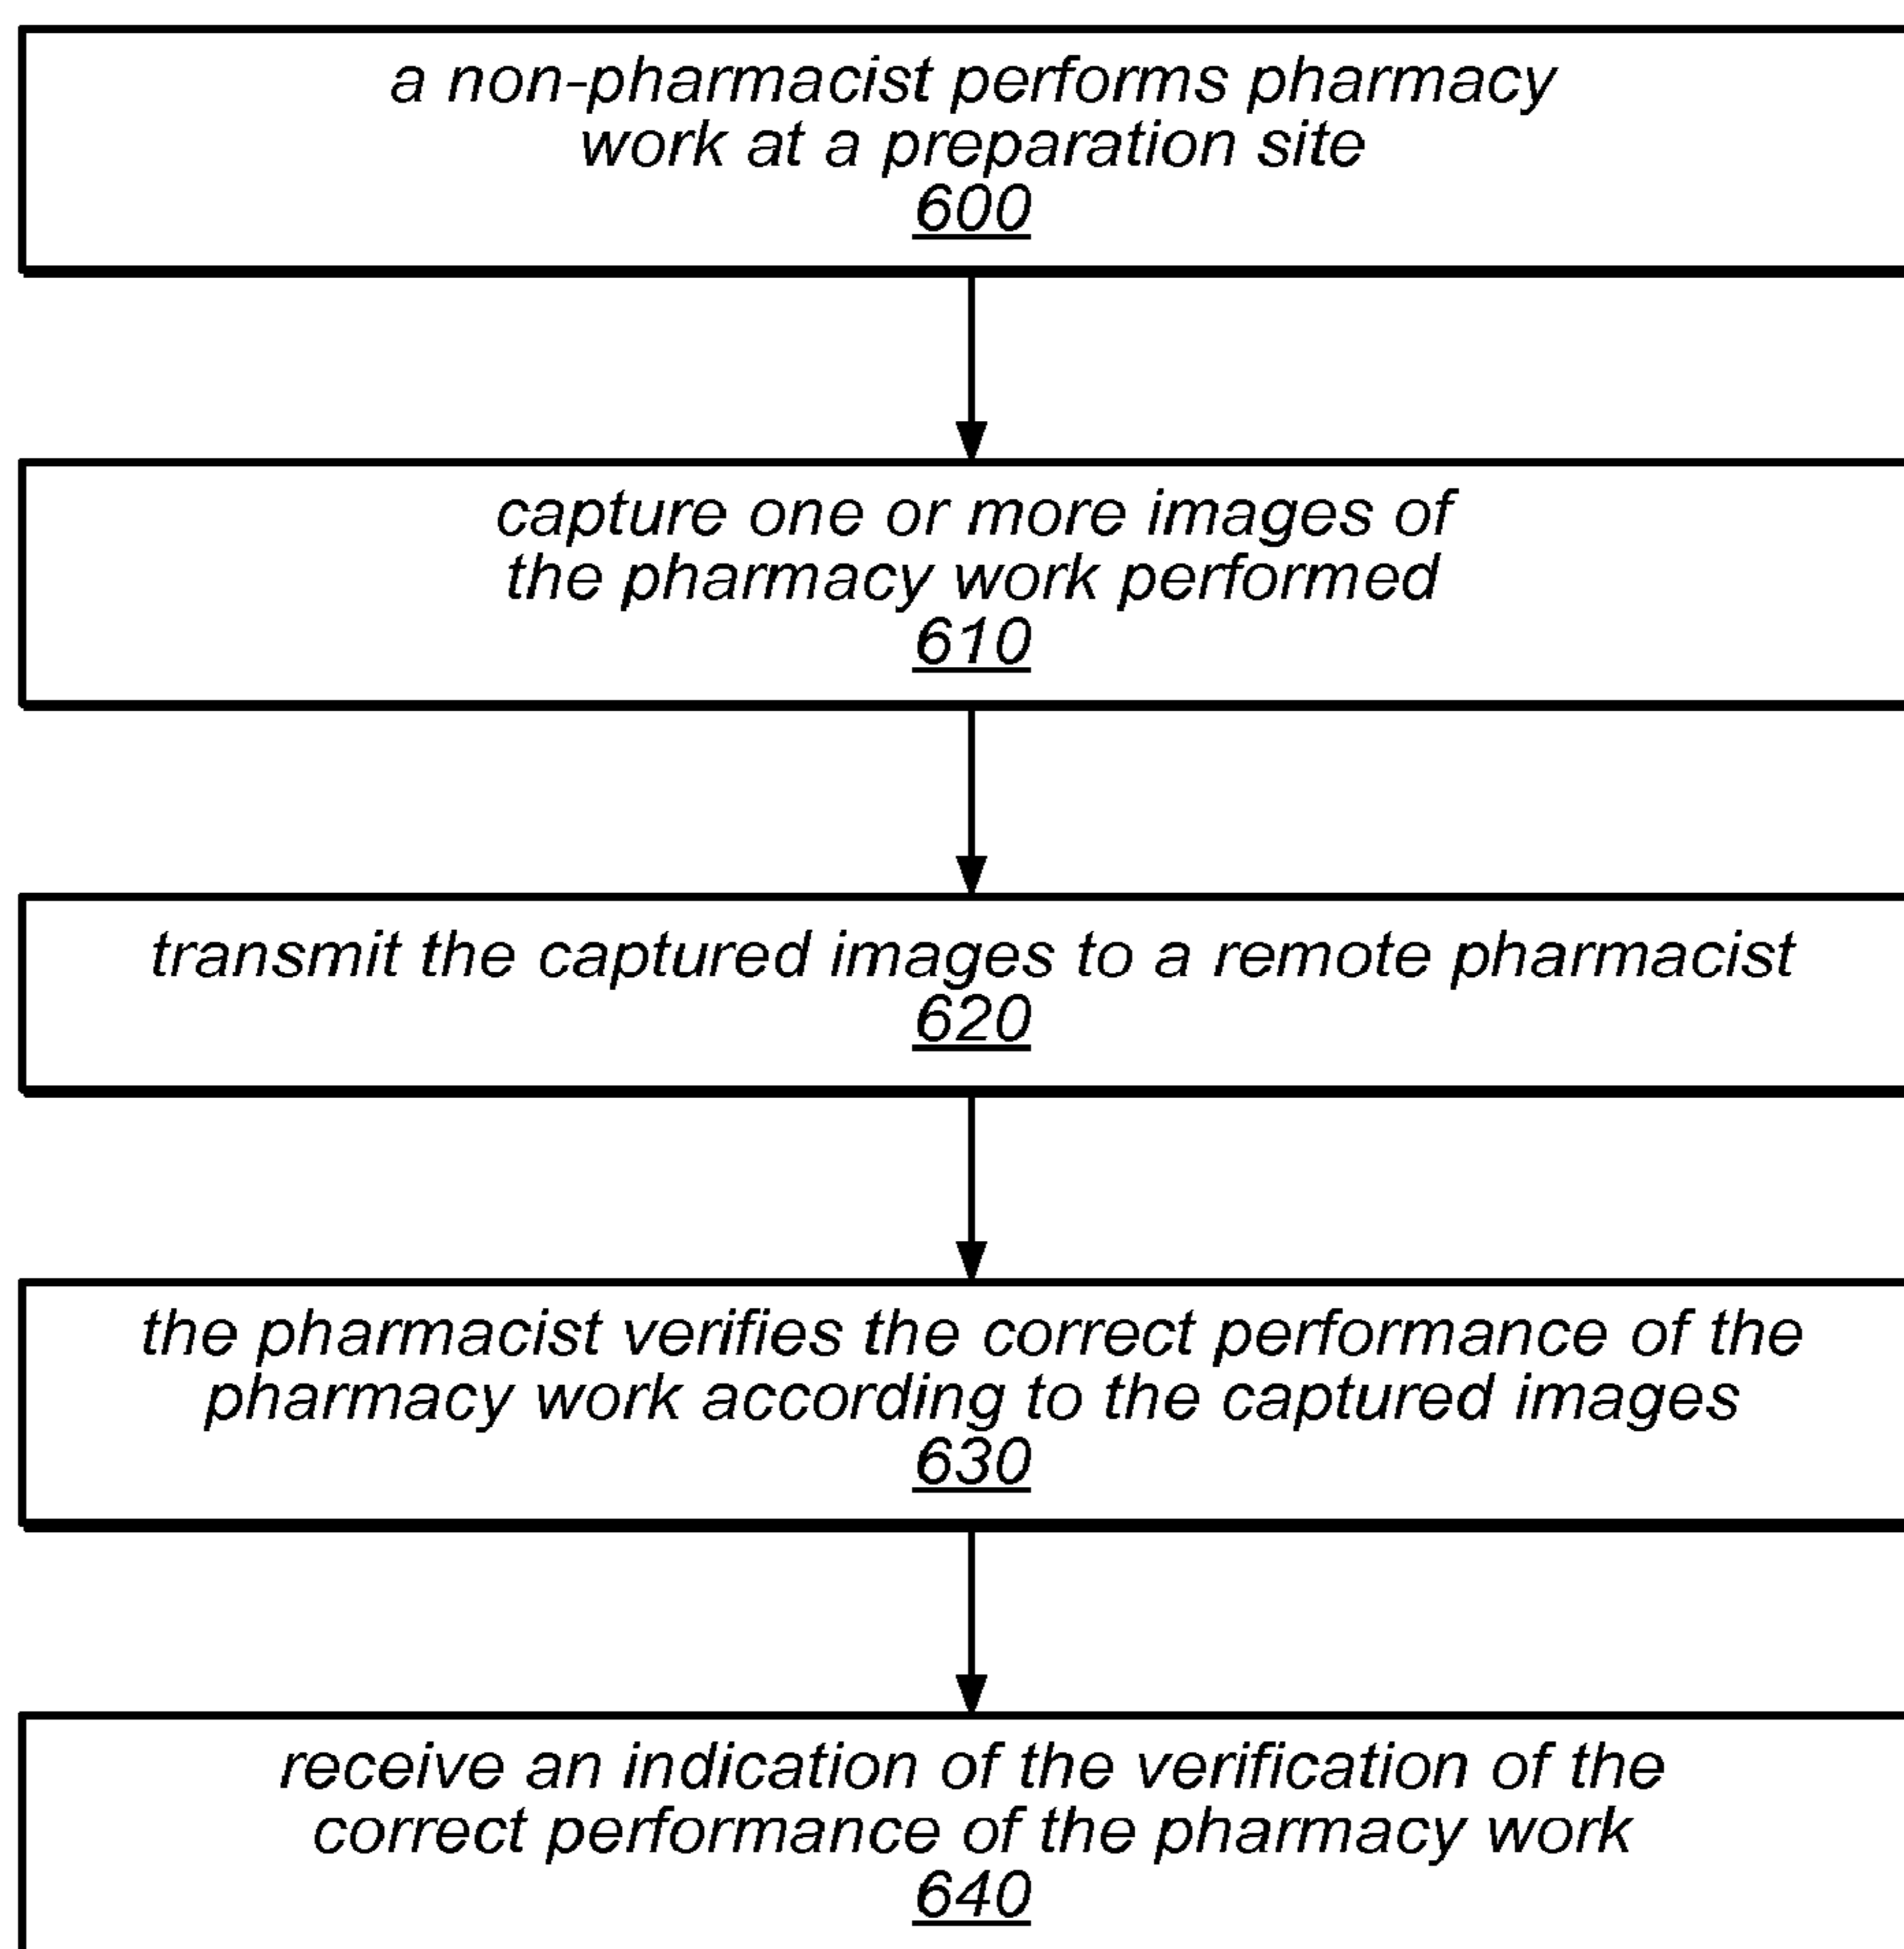 a non-pharmacist performs pharmacy
work at a preparation site
600
capture one or more images of
the pharmacy work performed
610
transmit the captured images to a remote pharmacist
620
the pharmacist verifies the correct performance of the
pharmacy work according to the captured images
630
receive an indication of the verification of the
correct performance of the pharmacy work
640